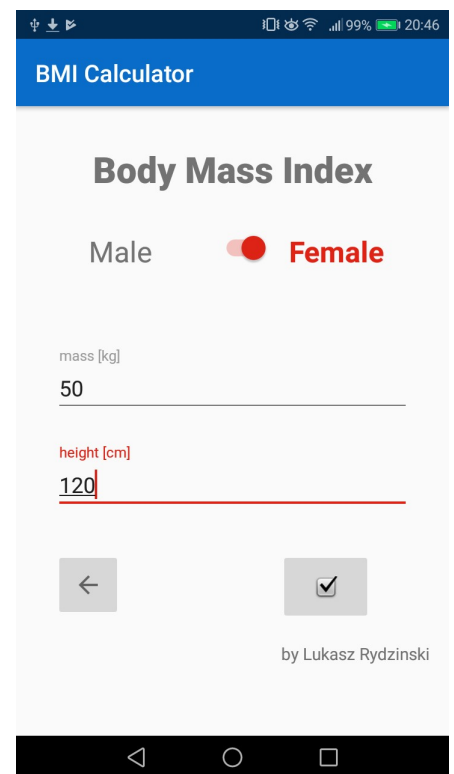 99% 20:46
BMI Calculator
Body Mass Index
Male Female
mass [kg]
50
height [cm]
120
by Lukasz Rydzinski